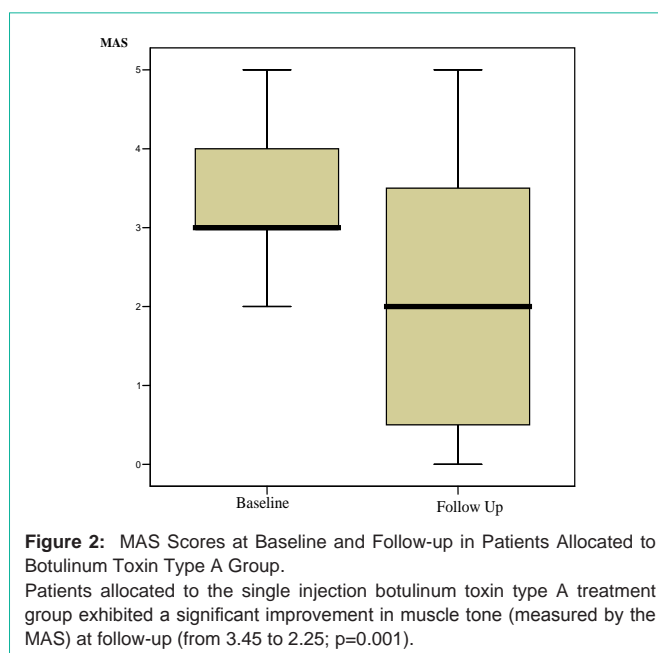 MAS
5
4
3
2
1
0
Baseline
Follow Up
Figure 2: MAS Scores at Baseline and Follow-up in Patients Allocated to
Botulinum Toxin Type A Group.
Patients allocated to the single injection botulinum toxin type A treatment
group exhibited a significant improvement in muscle tone (measured by the
MAS) at follow-up (from 3.45 to 2.25; p=0.001).